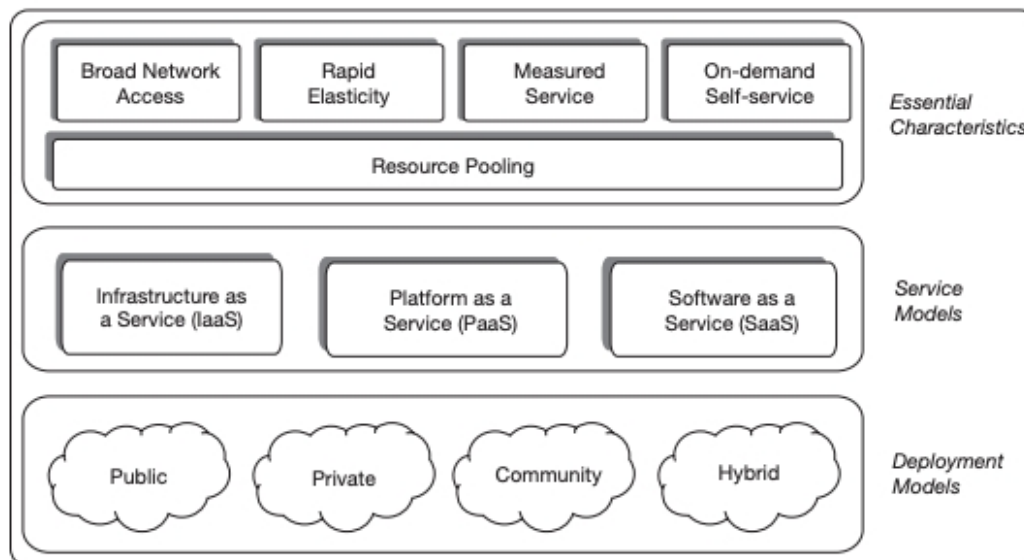 Broad Network
Access
Rapid
Elasticity
Measured
Service
On-demand
Self-service
Essential
Characteristics
Resource Pooling
Infrastructure as
a Service (IaaS)
Platform as a
Service (PaaS)
Software as a
Service (SaaS)
Service
Models
Public
Private
Community
Hybrid
Deployment
Models